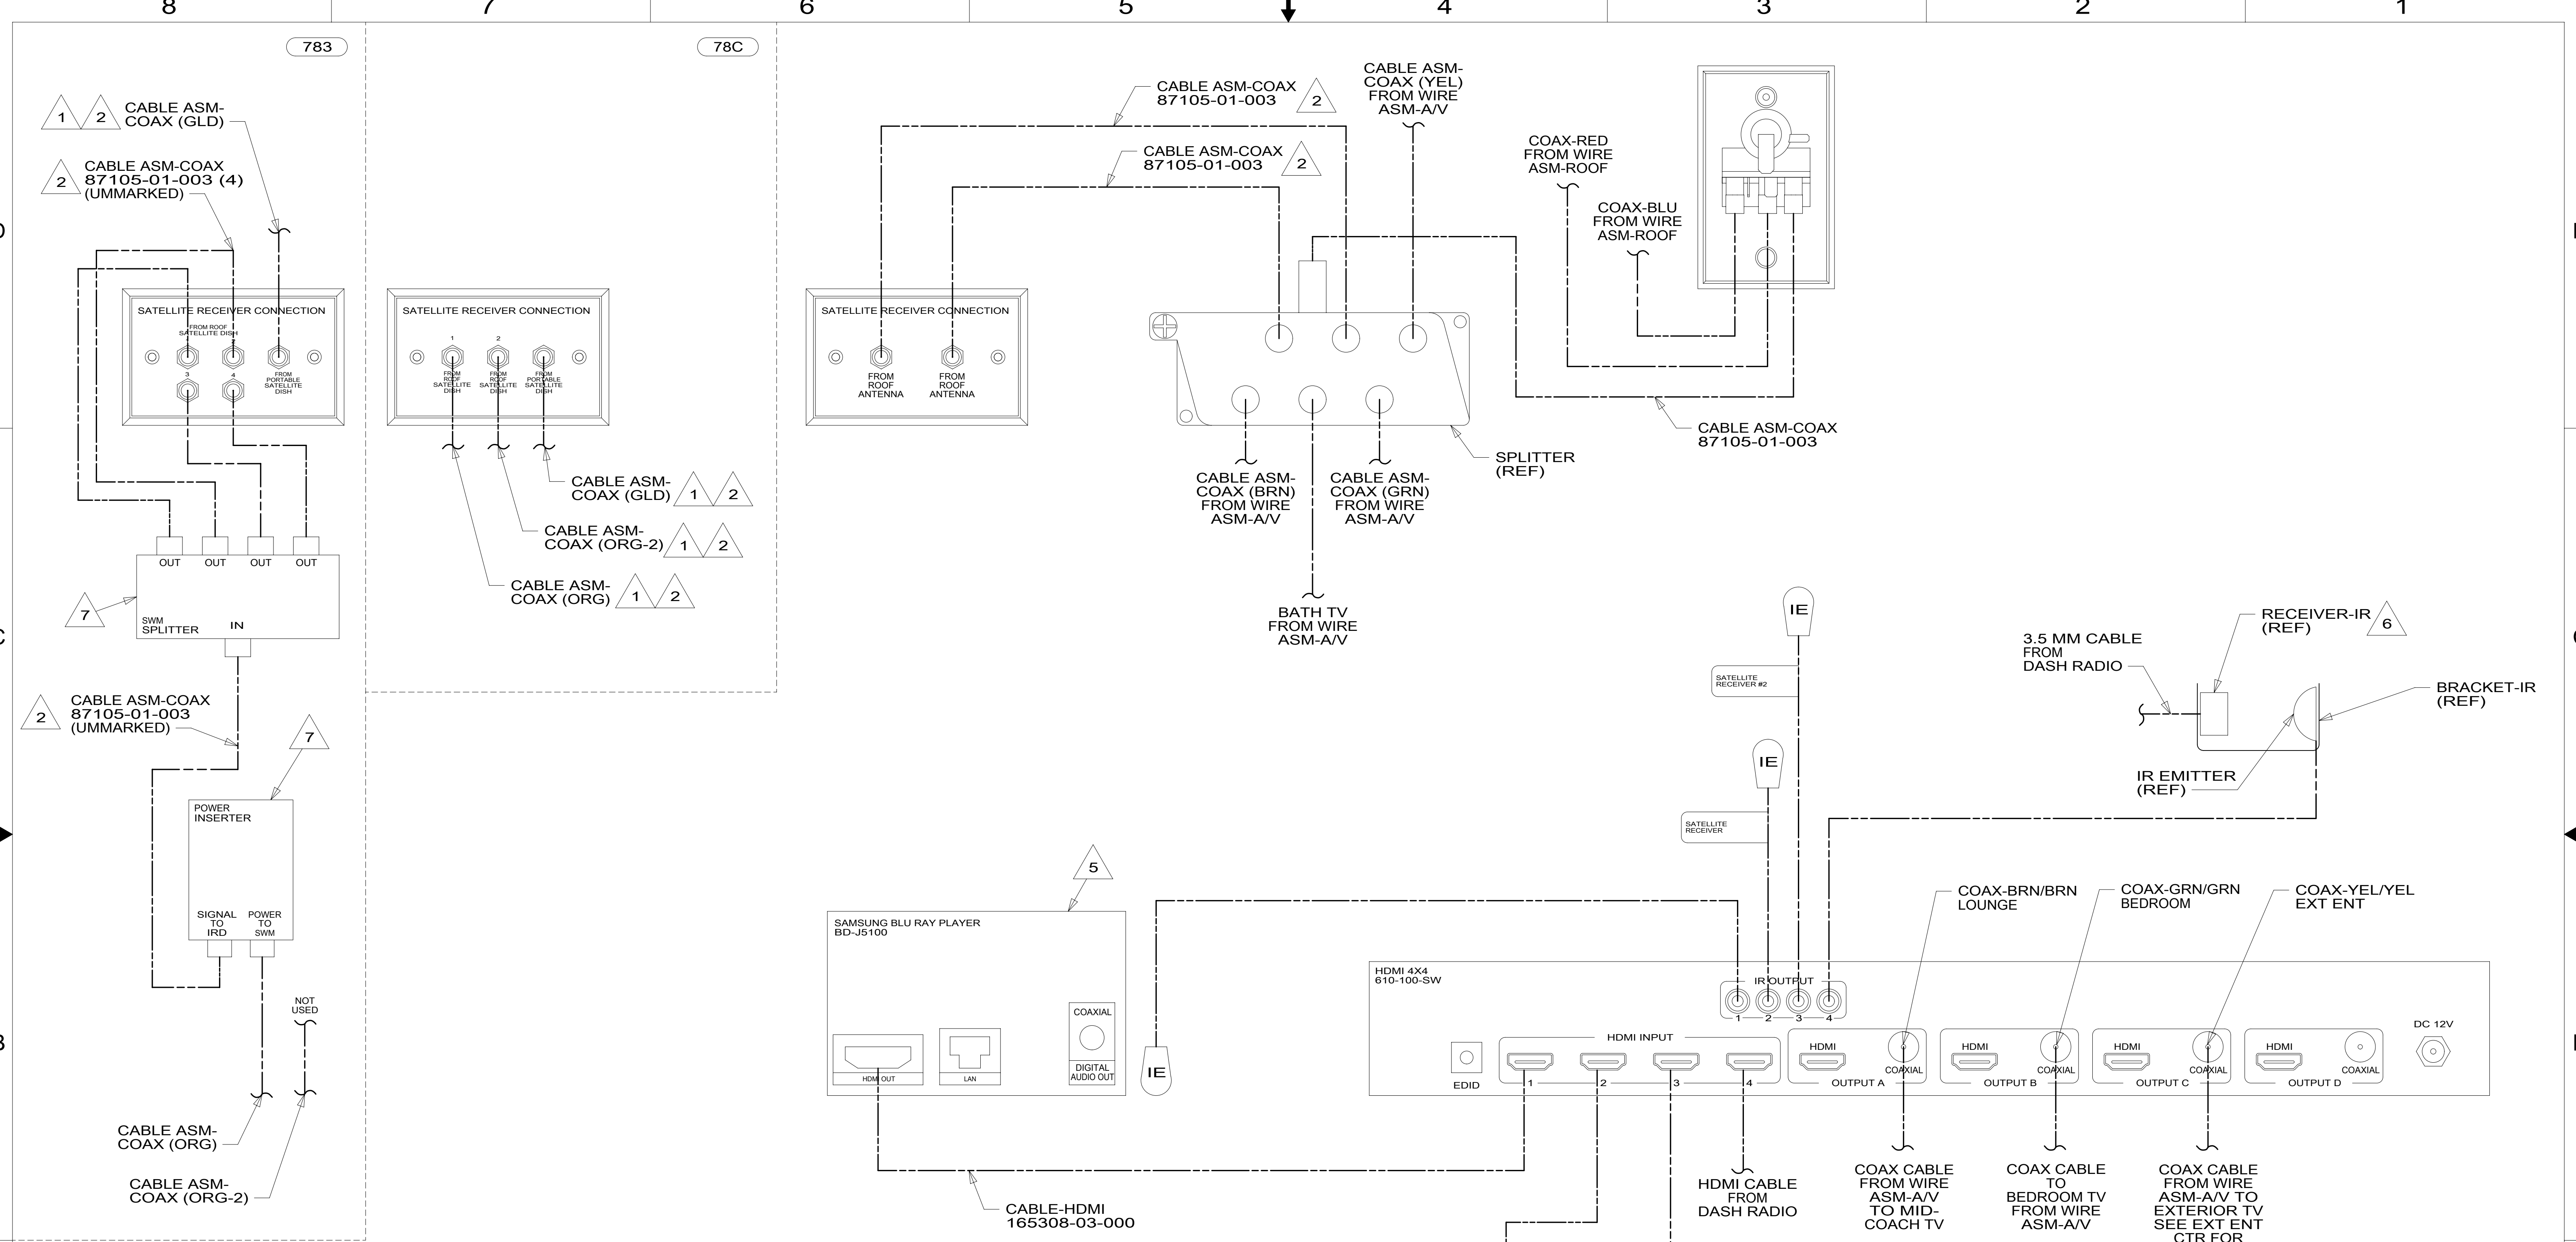 8 7 6 5 4 3 2 1
783
78C
1 2 CABLE ASM-
COAX (GLD)
2 CABLE ASM-COAX
87105-01-003 (4)
(UMMARKED)
SATELLITE RECEIVER CONNECTION
FROM ROOF
SATELLITE DISH
3 4
FROM
PORTABLE
SATELLITE
DISH
OUT OUT OUT OUT
SWM
SPLITTER
IN
7
2 CABLE ASM-COAX
87105-01-003
(UMMARKED)
7
POWER
INSERTER
SIGNAL
TO
IRD
POWER
TO
SWM
NOT
USED
CABLE ASM-
COAX (ORG)
CABLE ASM-
COAX (ORG-2)
SATELLITE RECEIVER CONNECTION
1 2
FROM
ROOF
SATELLITE
DISH
FROM
ROOF
SATELLITE
DISH
FROM
PORTABLE
SATELLITE
DISH
CABLE ASM-
COAX (GLD) 1 2
CABLE ASM-
COAX (ORG-2) 1 2
CABLE ASM-
COAX (ORG) 1 2
CABLE ASM-COAX
87105-01-003 2
CABLE ASM-COAX
87105-01-003 2
SATELLITE RECEIVER CONNECTION
FROM
ROOF
ANTENNA
FROM
ROOF
ANTENNA
CABLE ASM-
COAX (YEL)
FROM WIRE
ASM-A/V
COAX-RED
FROM WIRE
ASM-ROOF
COAX-BLU
FROM WIRE
ASM-ROOF
CABLE ASM-COAX
87105-01-003
SPLITTER
(REF)
CABLE ASM-
COAX (BRN)
FROM WIRE
ASM-A/V
CABLE ASM-
COAX (GRN)
FROM WIRE
ASM-A/V
BATH TV
FROM WIRE
ASM-A/V
IE
SATELLITE
RECEIVER #2
IE
SATELLITE
RECEIVER
3.5 MM CABLE
FROM
DASH RADIO
RECEIVER-IR
(REF) 6
BRACKET-IR
(REF)
IR EMITTER
(REF)
5
SAMSUNG BLU RAY PLAYER
BD-J5100
HDMI OUT
LAN
COAXIAL
DIGITAL
AUDIO OUT
IE
CABLE-HDMI
165308-03-000
COAX-BRN/BRN
LOUNGE
COAX-GRN/GRN
BEDROOM
COAX-YEL/YEL
EXT ENT
HDMI 4X4
610-100-SW
IR OUTPUT
1 2 3 4
EDID
HDMI INPUT
1 2 3 4
HDMI
COAXIAL
OUTPUT A
HDMI
COAXIAL
OUTPUT B
HDMI
COAXIAL
OUTPUT C
HDMI
COAXIAL
OUTPUT D
DC 12V
HDMI CABLE
FROM
DASH RADIO
COAX CABLE
FROM WIRE
ASM-A/V
TO MID-
COACH TV
COAX CABLE
TO
BEDROOM TV
FROM WIRE
ASM-A/V
COAX CABLE
FROM WIRE
ASM-A/V TO
EXTERIOR TV
SEE EXT ENT
CTR FOR